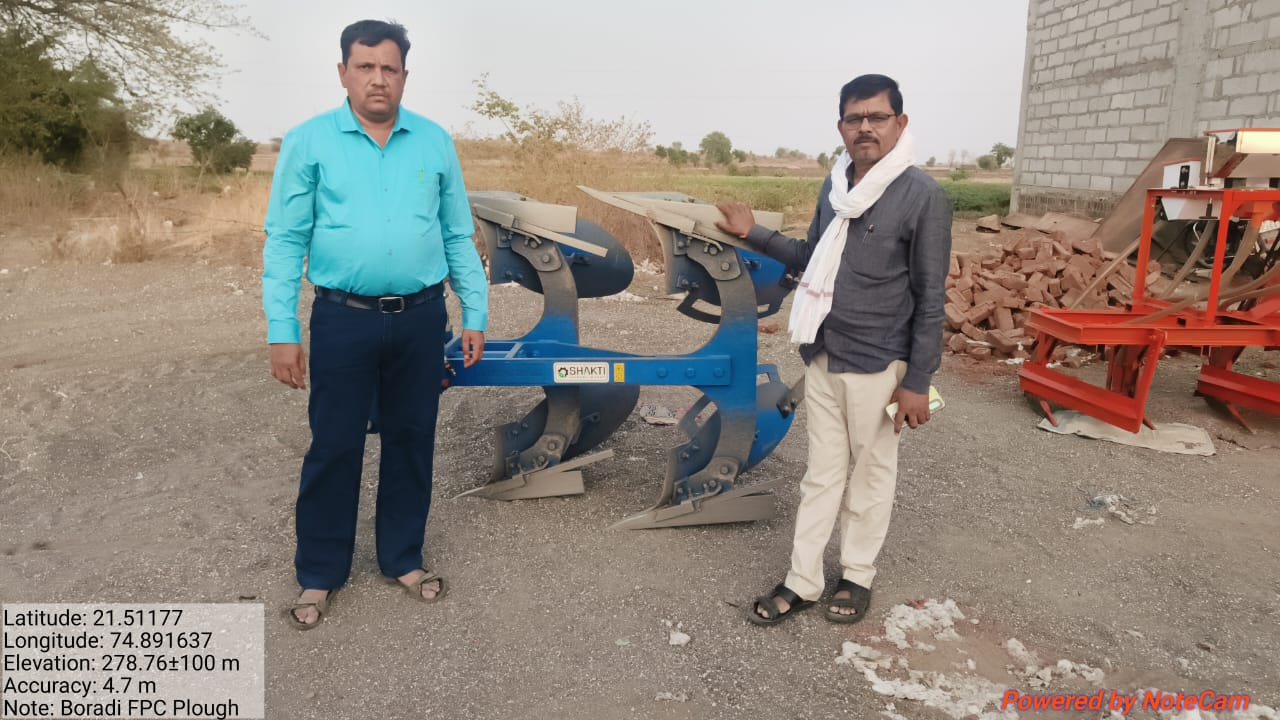 SHAKTI
Latitude: 21.51177
Longitude: 74.891637
Elevation: 278.76±100 m
Accuracy: 4.7 m
Note: Boradi FPC Plough
Powered by NoteCam